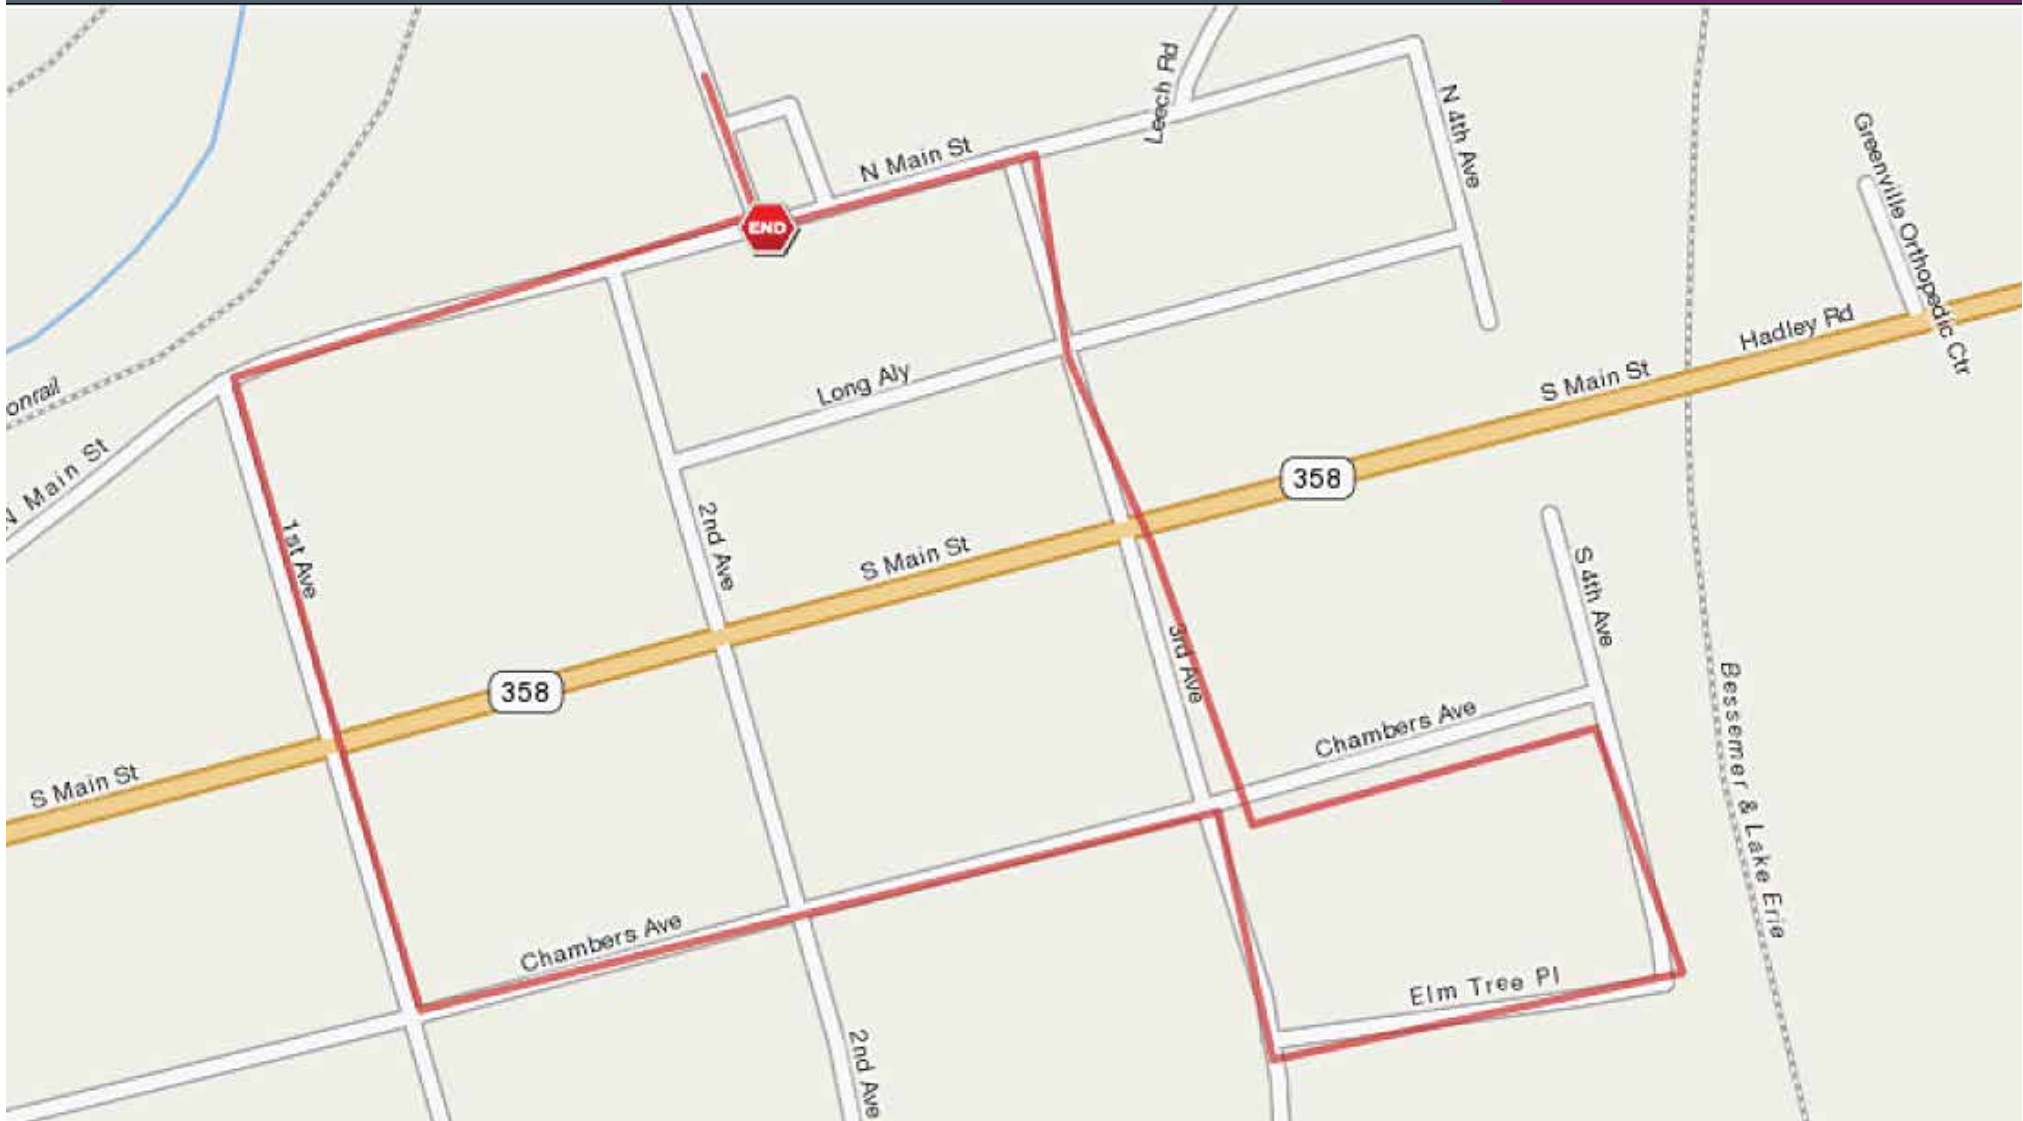 Leech Rd
N 4th Ave
Greenville Orthopedic Ctr
N Main St
END
Hadley Rd
S Main St
Long Aly
onrail
N Main St
358
1st Ave
2nd Ave
S Main St
S 4th Ave
3rd Ave
358
Chambers Ave
Bessemer & Lake Erie
S Main St
Chambers Ave
Elm Tree Pl
2nd Ave